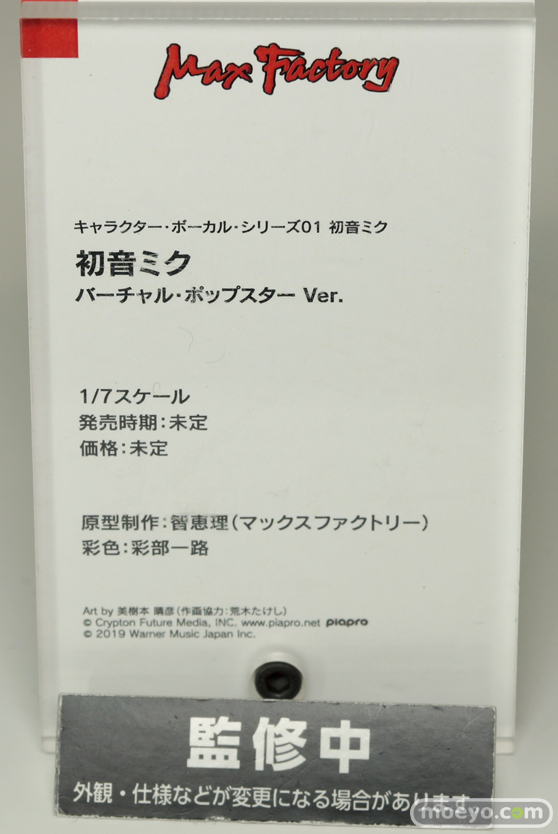 Max Factory
キャラクター・ボーカル・シリーズ01 初音ミク
初音ミク
バーチャル・ポップスター Ver.
1/7スケール
発売時期：未定
価格：未定
原型制作：智恵理（マックスファクトリー）
彩色：彩部一路
Art by 美樹本 晴彦（作画協力：荒木たけし）
© Crypton Future Media, INC. www.piapro.net piapro
© 2019 Warner Music Japan Inc.
監修中
外観・仕様などが変更になる場合があります
moeyo.com